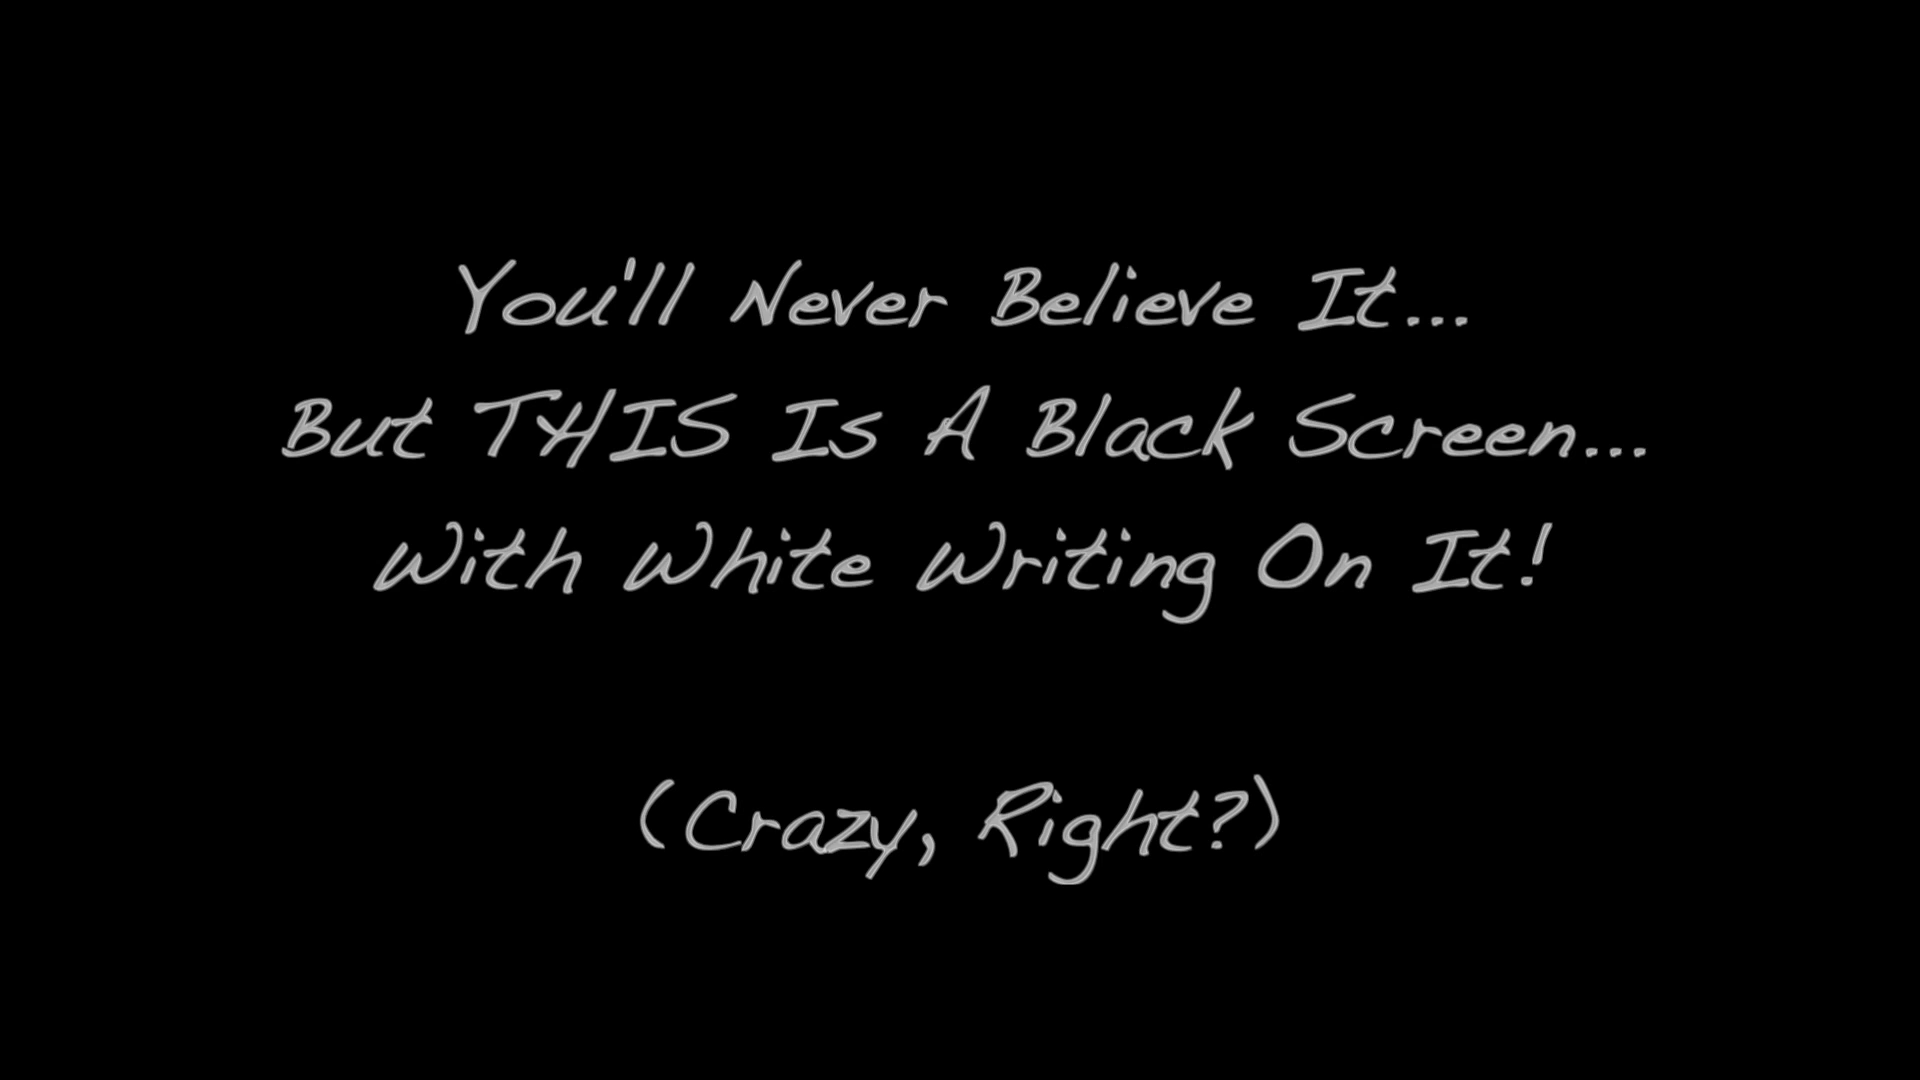 You'll Never Believe It...
But THIS Is A Black Screen...
With White Writing On It!
(Crazy, Right?)